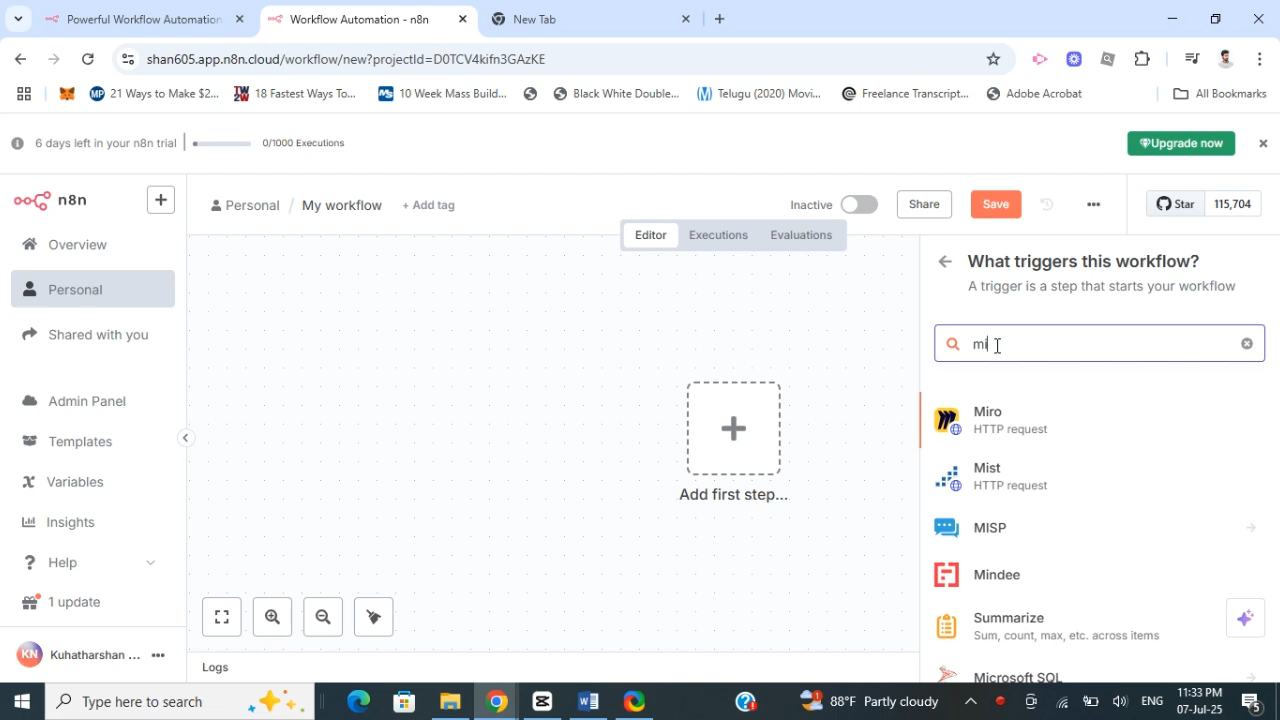 Powerful Workflow Automation
Workflow Automation - n8n
New Tab
shan605.app.n8n.cloud/workflow/new?projectId=D0TCV4kifn3GAzKE
21 Ways to Make $2...
18 Fastest Ways To...
10 Week Mass Build...
Black White Double...
Telugu (2020) Movi...
Freelance Transcript...
Adobe Acrobat
All Bookmarks
6 days left in your n8n trial
0/1000 Executions
Upgrade now
n8n
Personal / My workflow + Add tag
Inactive
Share
Save
Star 115,704
Editor
Executions
Evaluations
Overview
Personal
Shared with you
Admin Panel
Templates
Variables
Insights
Help
1 update
KN Kuhatharshan ...
Add first step...
Logs
What triggers this workflow?
A trigger is a step that starts your workflow
mi
Miro
HTTP request
Mist
HTTP request
MISP
Mindee
Summarize
Sum, count, max, etc. across items
Microsoft SQL
Type here to search
88°F Partly cloudy
ENG
11:33 PM
07-Jul-25
5